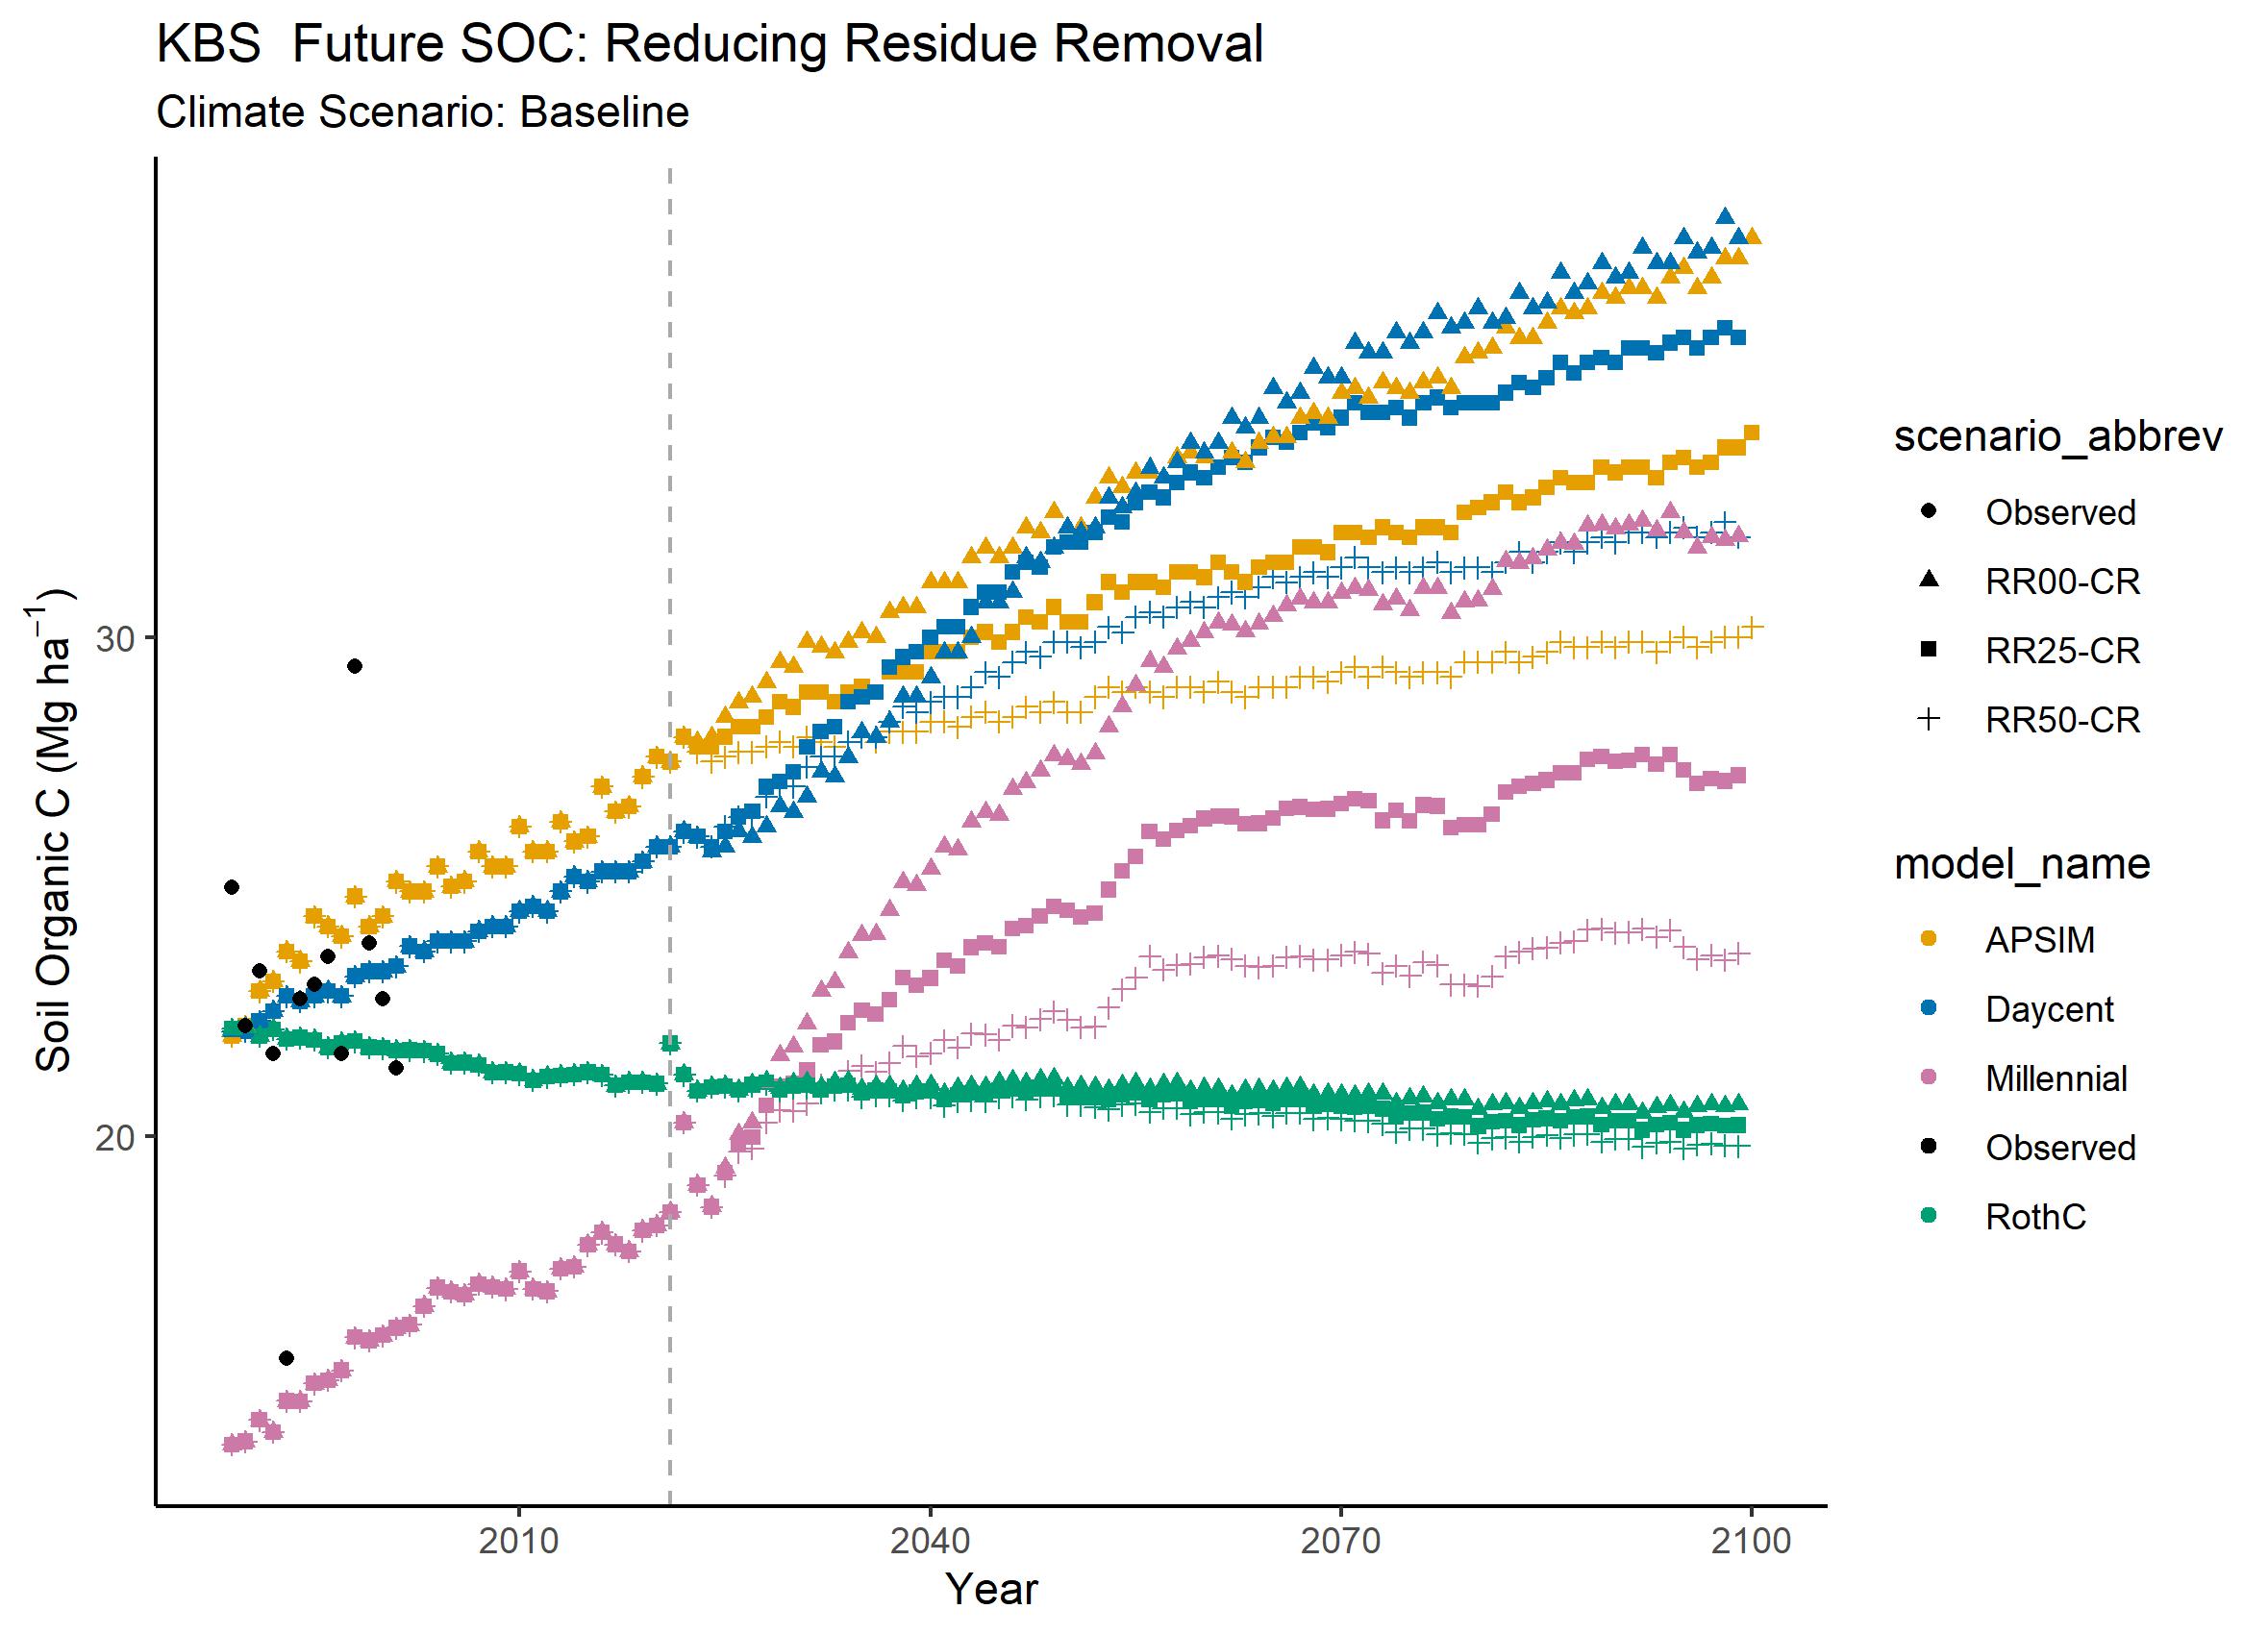 KBS  Future SOC: Reducing Residue Removal
Climate Scenario: Baseline
Soil Organic C (Mg ha⁻¹)
30
20
2010
2040
2070
2100
Year
scenario_abbrev
Observed
RR00-CR
RR25-CR
RR50-CR
model_name
APSIM
Daycent
Millennial
Observed
RothC